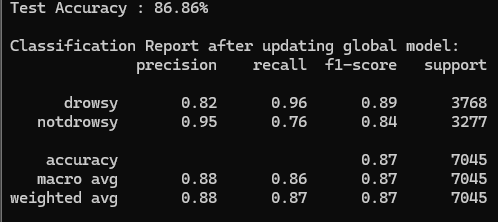 Test Accuracy : 86.86%
Classification Report after updating global model:
precision recall f1-score support
drowsy 0.82 0.96 0.89 3768
notdrowsy 0.95 0.76 0.84 3277
accuracy 0.87 7045
macro avg 0.88 0.86 0.87 7045
weighted avg 0.88 0.87 0.87 7045